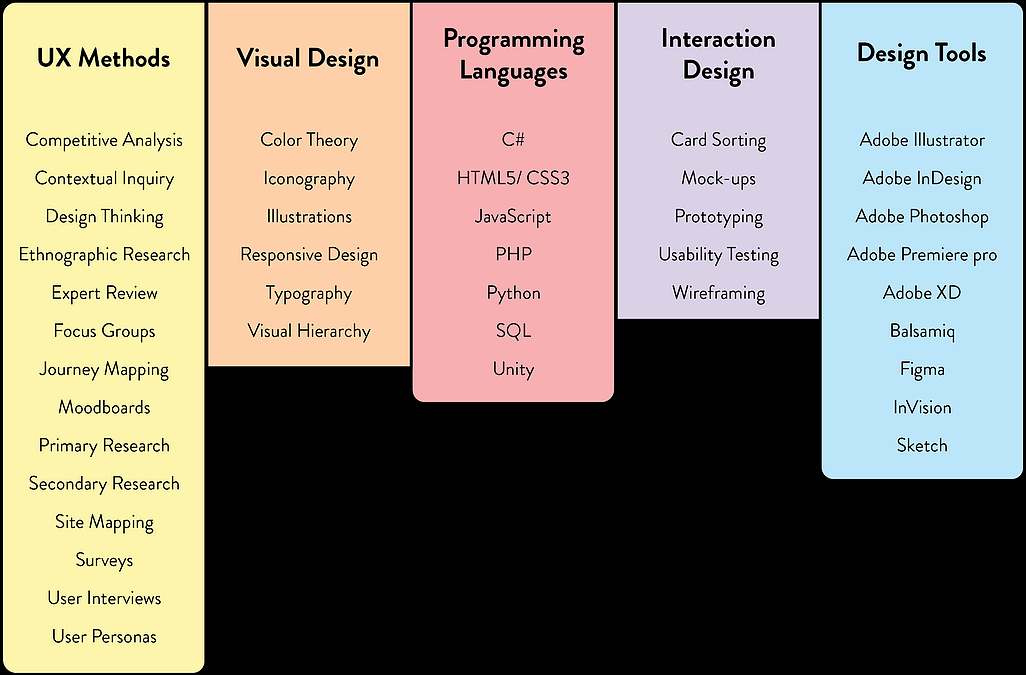 UX Methods
Competitive Analysis
Contextual Inquiry
Design Thinking
Ethnographic Research
Expert Review
Focus Groups
Journey Mapping
Moodboards
Primary Research
Secondary Research
Site Mapping
Surveys
User Interviews
User Personas
Visual Design
Color Theory
Iconography
Illustrations
Responsive Design
Typography
Visual Hierarchy
Programming
Languages
C#
HTML5/ CSS3
JavaScript
PHP
Python
SQL
Unity
Interaction
Design
Card Sorting
Mock-ups
Prototyping
Usability Testing
Wireframing
Design Tools
Adobe Illustrator
Adobe InDesign
Adobe Photoshop
Adobe Premiere pro
Adobe XD
Balsamiq
Figma
InVision
Sketch